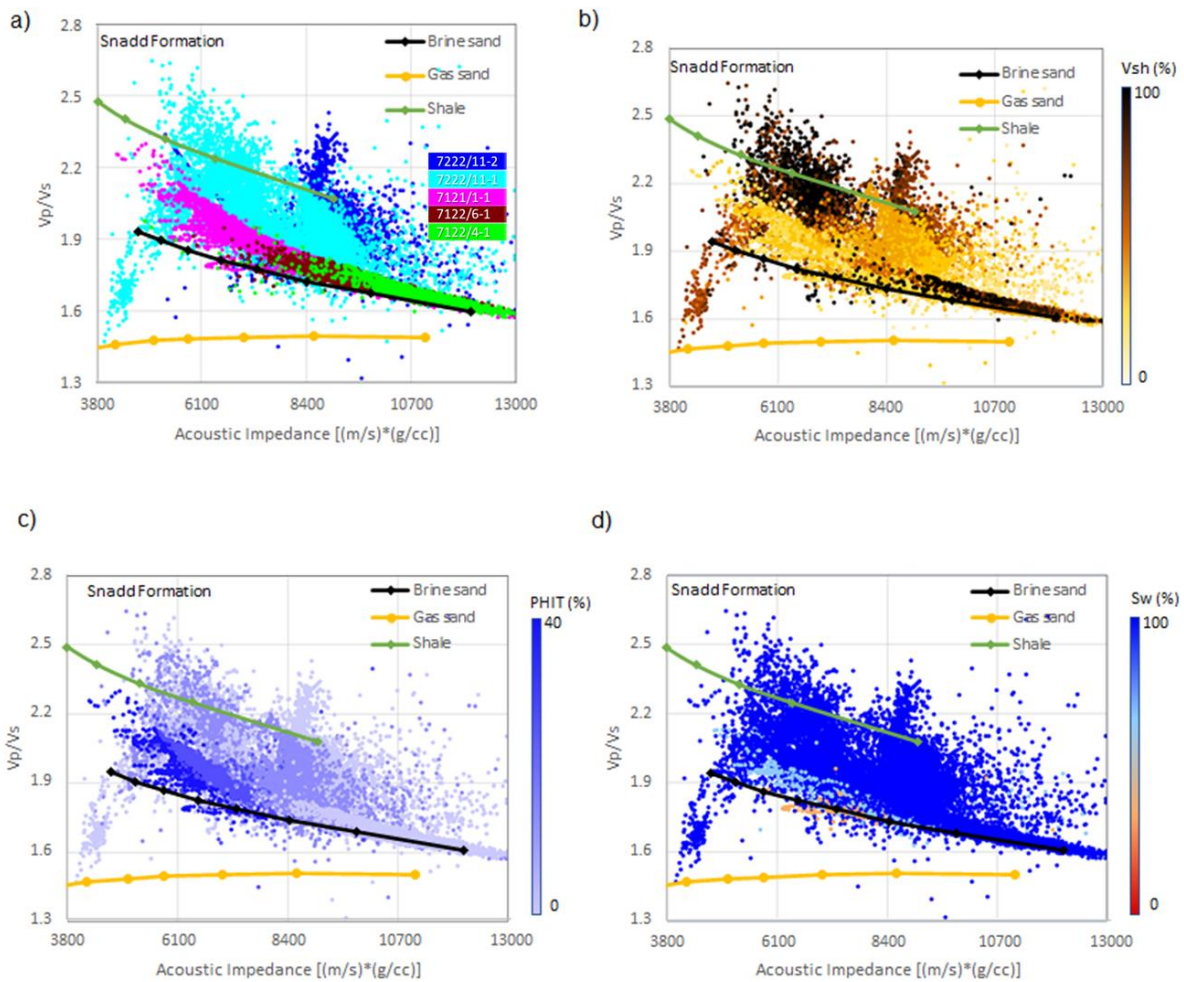 a)
Snadd Formation
Brine sand
Gas sand
Shale
7222/11-2
7222/11-1
7121/1-1
7122/6-1
7122/4-1
2.8
2.5
2.2
1.9
1.6
1.3
Vp/Vs
3800 6100 8400 10700 13000
Acoustic Impedance [(m/s)*(g/cc)]
b)
Snadd Formation
Brine sand
Gas sand
Shale
Vsh (%)
100
0
2.8
2.5
2.2
1.9
1.6
1.3
Vp/Vs
3800 6100 8400 10700 13000
Acoustic Impedance [(m/s)*(g/cc)]
c)
Snadd Formation
Brine sand
Gas sand
Shale
PHIT (%)
40
0
2.8
2.5
2.2
1.9
1.6
1.3
Vp/Vs
3800 6100 8400 10700 13000
Acoustic Impedance [(m/s)*(g/cc)]
d)
Snadd Formation
Brine sand
Gas sand
Shale
Sw (%)
100
0
2.8
2.5
2.2
1.9
1.6
1.3
Vp/Vs
3800 6100 8400 10700 13000
Acoustic Impedance [(m/s)*(g/cc)]